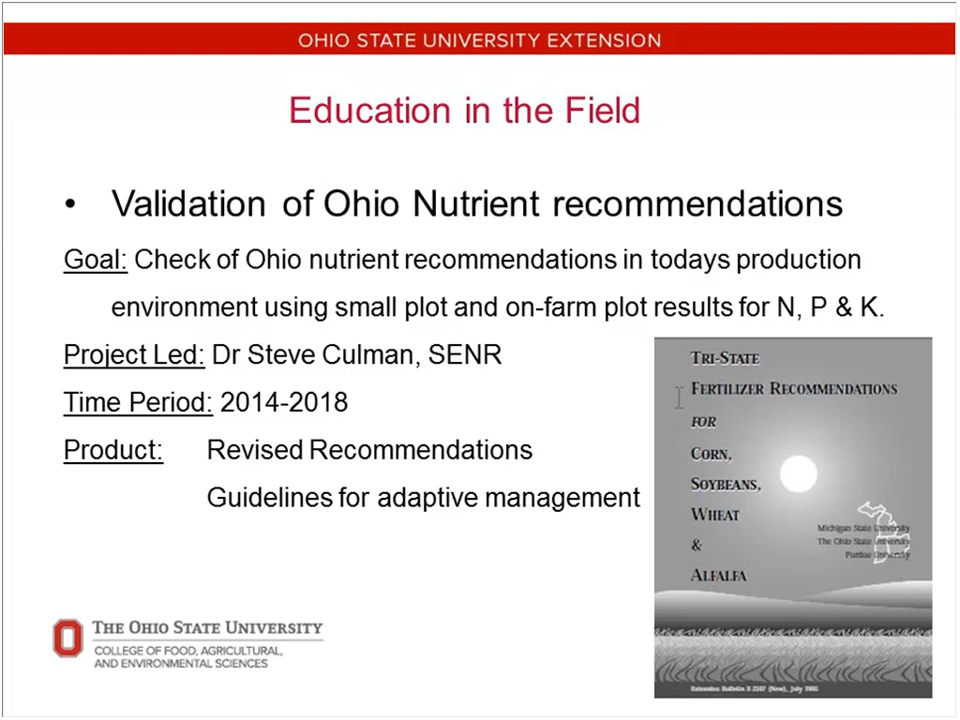 OHIO STATE UNIVERSITY EXTENSION
Education in the Field
• Validation of Ohio Nutrient recommendations
Goal: Check of Ohio nutrient recommendations in todays production
environment using small plot and on-farm plot results for N, P & K.
Project Led: Dr Steve Culman, SENR
Time Period: 2014-2018
Product: Revised Recommendations
Guidelines for adaptive management
TRI-STATE
FERTILIZER RECOMMENDATIONS
FOR
CORN,
SOYBEANS,
WHEAT
&
ALFALFA
Michigan State University
The Ohio State University
Purdue University
Extension Bulletin (New), July
THE OHIO STATE UNIVERSITY
COLLEGE OF FOOD, AGRICULTURAL,
AND ENVIRONMENTAL SCIENCES